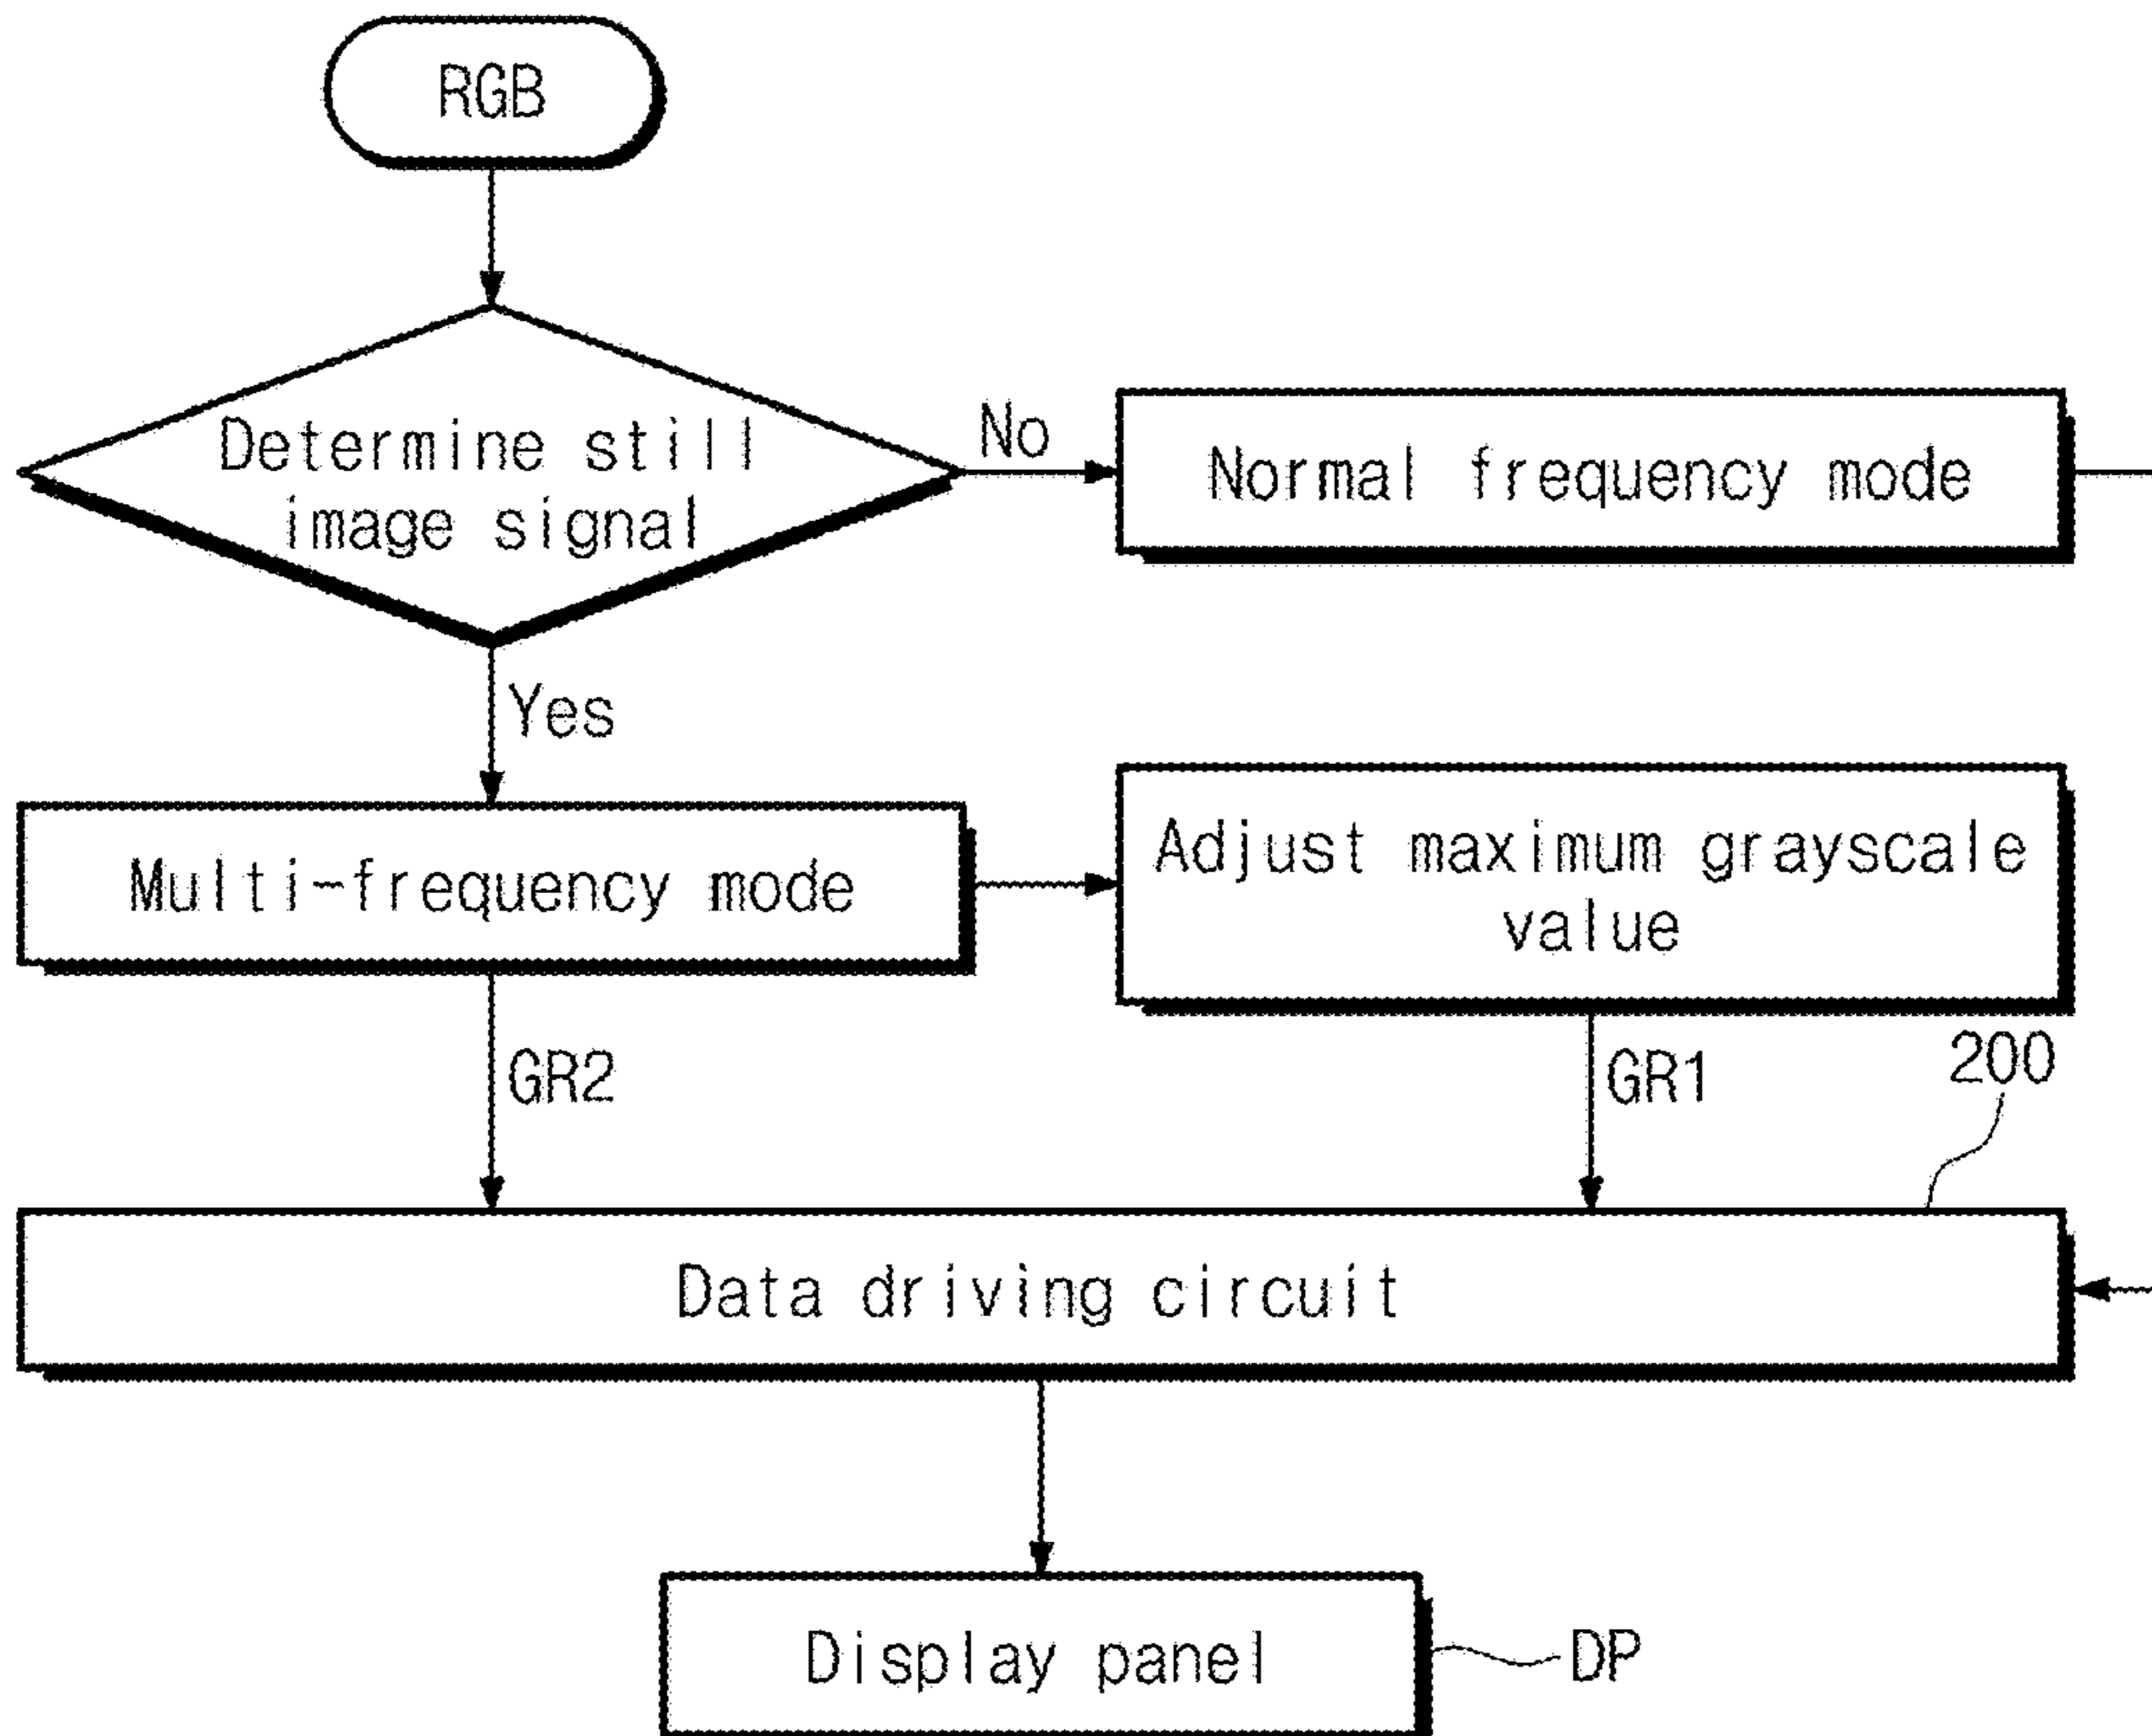 RGB
Determine still
image signal
No
Normal frequency mode
Yes
Multi-frequency mode
Adjust maximum grayscale
value
GR2
GR1
200
Data driving circuit
Display panel
DP